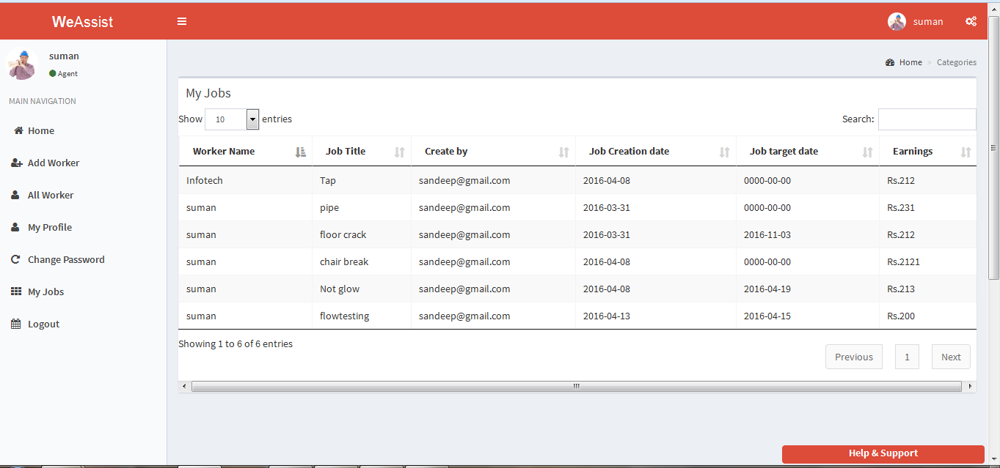 WeAssist
suman
suman
Agent
Home > Categories
MAIN NAVIGATION
Home
Add Worker
All Worker
My Profile
Change Password
My Jobs
Logout
My Jobs
Show 10 entries Search:
Worker Name Job Title Create by Job Creation date Job target date Earnings
Infotech Tap sandeep@gmail.com 2016-04-08 0000-00-00 Rs.212
suman pipe sandeep@gmail.com 2016-03-31 0000-00-00 Rs.231
suman floor crack sandeep@gmail.com 2016-03-31 2016-11-03 Rs.212
suman chair break sandeep@gmail.com 2016-04-08 0000-00-00 Rs.2121
suman Not glow sandeep@gmail.com 2016-04-08 2016-04-19 Rs.213
suman flowtesting sandeep@gmail.com 2016-04-13 2016-04-15 Rs.200
Showing 1 to 6 of 6 entries
Previous 1 Next
Help & Support